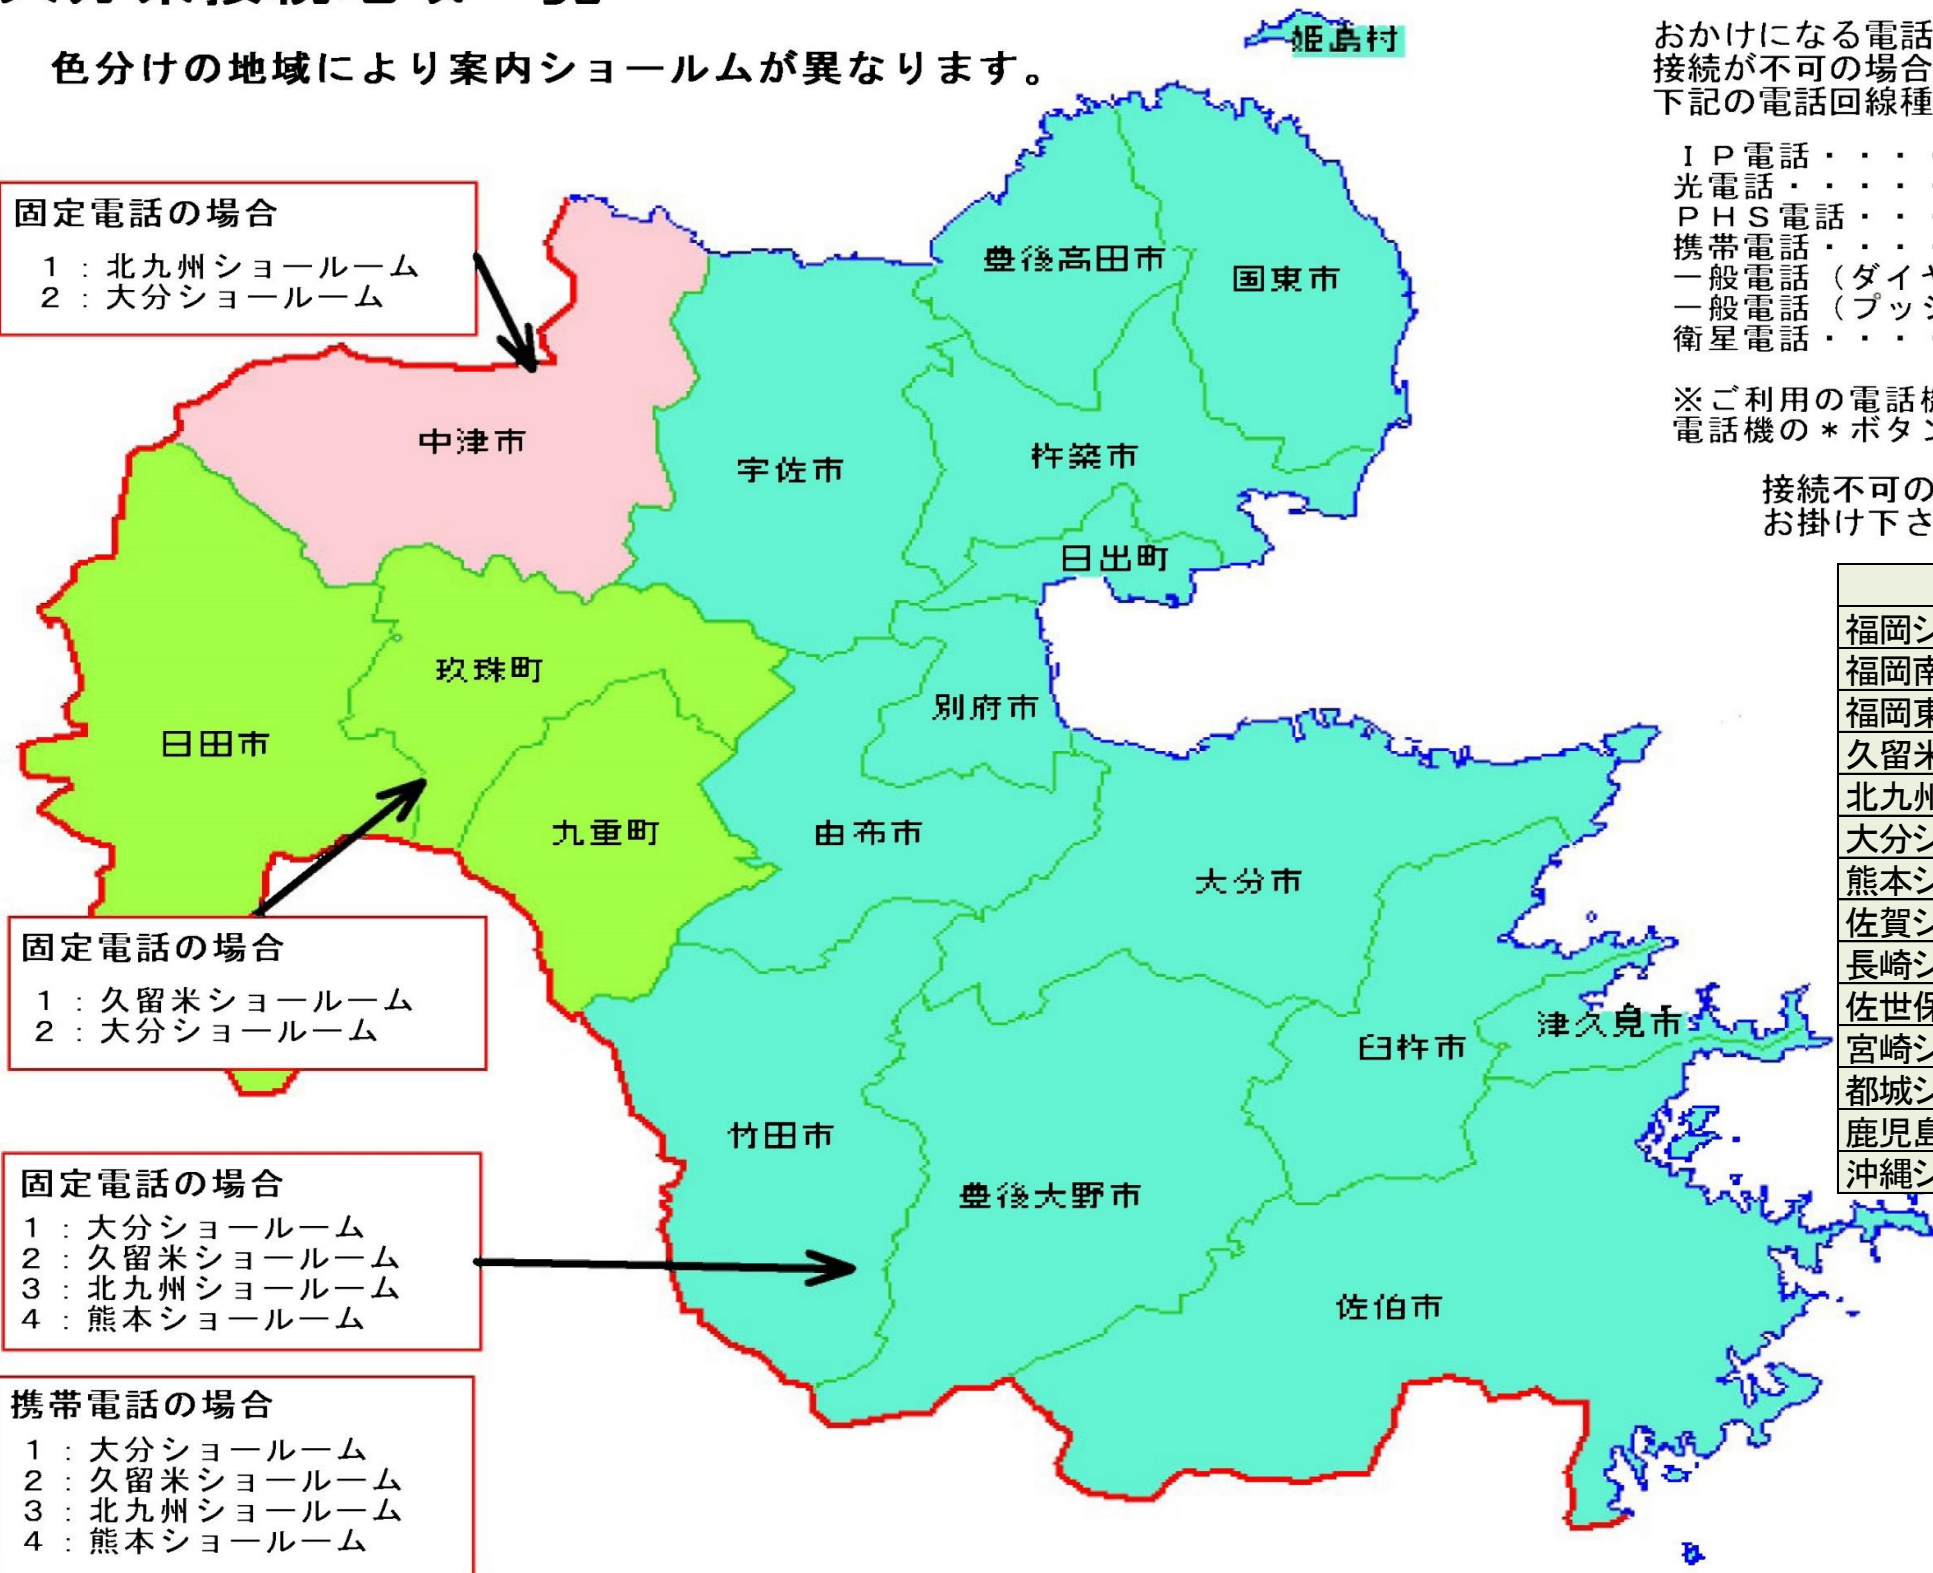 色分けの地域により案内ショールムが異なります。
固定電話の場合
1：北九州ショールーム
2：大分ショールーム
姫島村
豊後高田市
国東市
中津市
宇佐市
杵築市
日出町
玖珠町
別府市
日田市
九重町
由布市
大分市
固定電話の場合
1：久留米ショールーム
2：大分ショールーム
臼杵市
津久見市
竹田市
豊後大野市
佐伯市
固定電話の場合
1：大分ショールーム
2：久留米ショールーム
3：北九州ショールーム
4：熊本ショールーム
携帯電話の場合
1：大分ショールーム
2：久留米ショールーム
3：北九州ショールーム
4：熊本ショールーム
おかけになる電話
接続が不可の場合
下記の電話回線種
ＩＰ電話・・・
光電話・・・・・
ＰＨＳ電話・・
携帯電話・・・
一般電話（ダイヤ
一般電話（プッシ
衛星電話・・・
※ご利用の電話機
電話機の＊ボタン
接続不可の
お掛け下さ
福岡シ
福岡南
福岡東
久留米
北九州
大分シ
熊本シ
佐賀シ
長崎シ
佐世保
宮崎シ
都城シ
鹿児島
沖縄シ